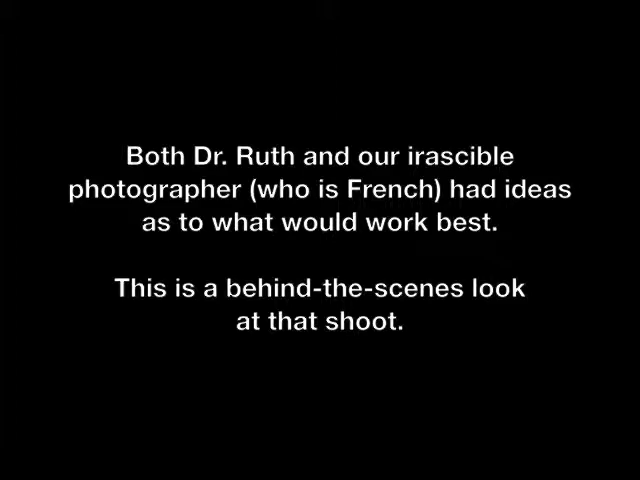 Both Dr. Ruth and our irascible
photographer (who is French) had ideas
as to what would work best.
This is a behind-the-scenes look
at that shoot.